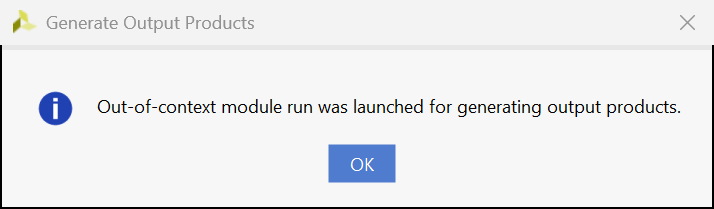 Generate Output Products
Out-of-context module run was launched for generating output products.
OK